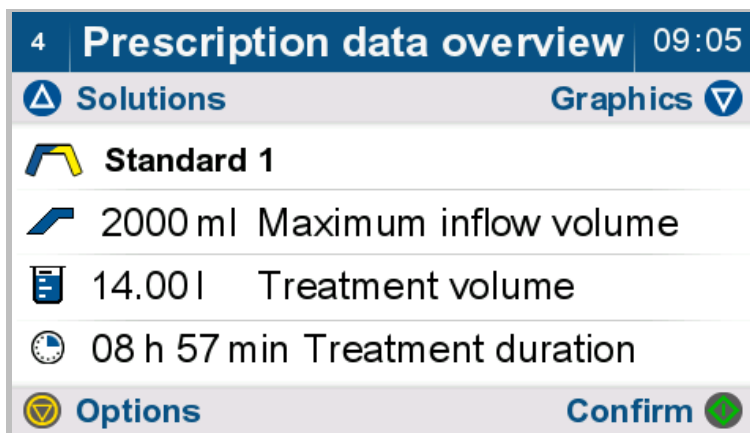 4 Prescription data overview 09:05
Solutions Graphics
Standard 1
2000 ml Maximum inflow volume
14.00 l Treatment volume
08 h 57 min Treatment duration
Options Confirm